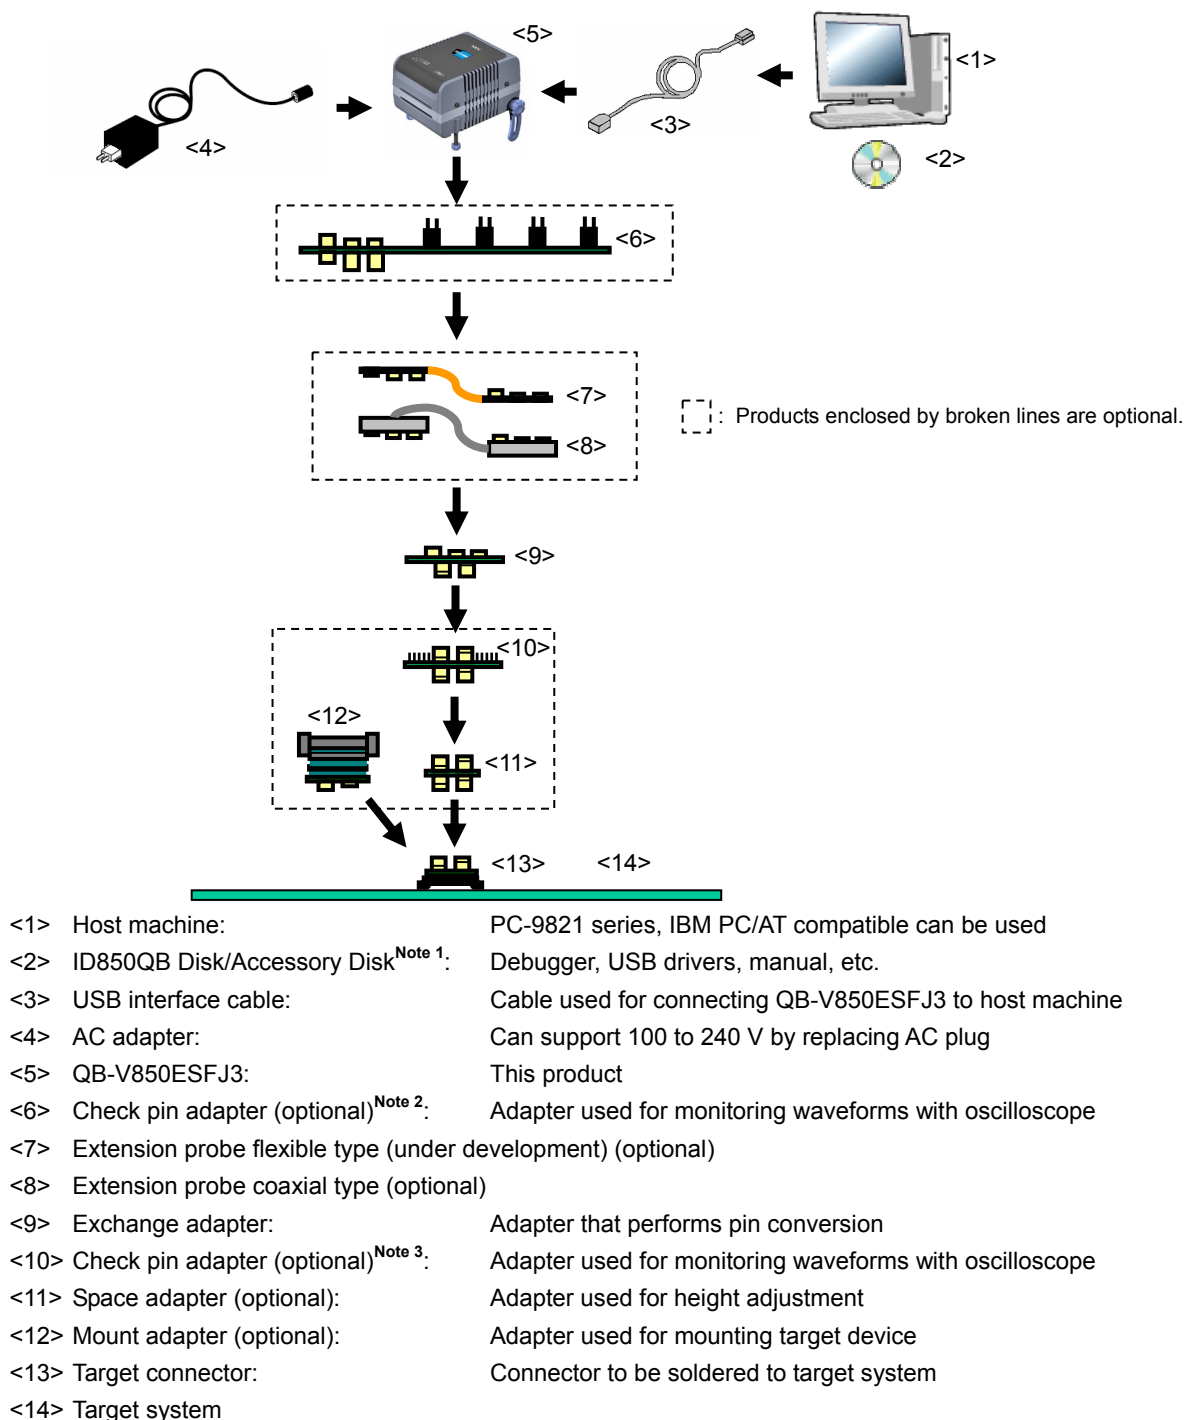 <5>
<1>
<3>
<4>
<2>
<6>
<7>
<8>
: Products enclosed by broken lines are optional.
<9>
<10>
<12>
<11>
<13>
<14>
<1> Host machine: PC-9821 series, IBM PC/AT compatible can be used
<2> ID850QB Disk/Accessory Disk Note 1: Debugger, USB drivers, manual, etc.
<3> USB interface cable: Cable used for connecting QB-V850ESFJ3 to host machine
<4> AC adapter: Can support 100 to 240 V by replacing AC plug
<5> QB-V850ESFJ3: This product
<6> Check pin adapter (optional) Note 2: Adapter used for monitoring waveforms with oscilloscope
<7> Extension probe flexible type (under development) (optional)
<8> Extension probe coaxial type (optional)
<9> Exchange adapter: Adapter that performs pin conversion
<10> Check pin adapter (optional) Note 3: Adapter used for monitoring waveforms with oscilloscope
<11> Space adapter (optional): Adapter used for height adjustment
<12> Mount adapter (optional): Adapter used for mounting target device
<13> Target connector: Connector to be soldered to target system
<14> Target system